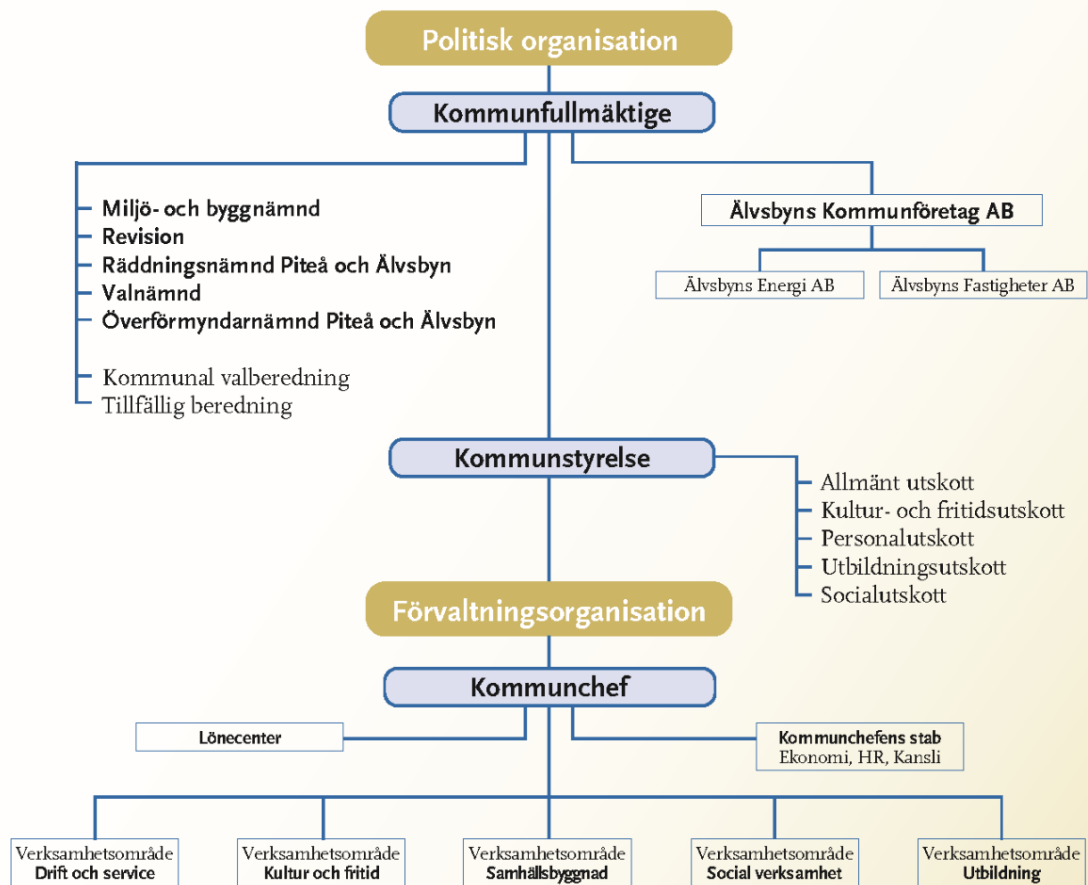 Politisk organisation
Kommunfullmäktige
Miljö- och byggnämnd
Revision
Räddningsnämnd Piteå och Älvsbyn
Valnämnd
Överförmyndarnämnd Piteå och Älvsbyn
Kommunal valberedning
Tillfällig beredning
Älvsbyns Kommunföretag AB
Älvsbyns Energi AB
Älvsbyns Fastigheter AB
Kommunstyrelse
Allmänt utskott
Kultur- och fritidsutskott
Personalutskott
Utbildningsutskott
Socialutskott
Förvaltningsorganisation
Kommunchef
Lönecenter
Kommunchefens stab
Ekonomi, HR, Kansli
Verksamhetsområde
Drift och service
Verksamhetsområde
Kultur och fritid
Verksamhetsområde
Samhällsbyggnad
Verksamhetsområde
Social verksamhet
Verksamhetsområde
Utbildning